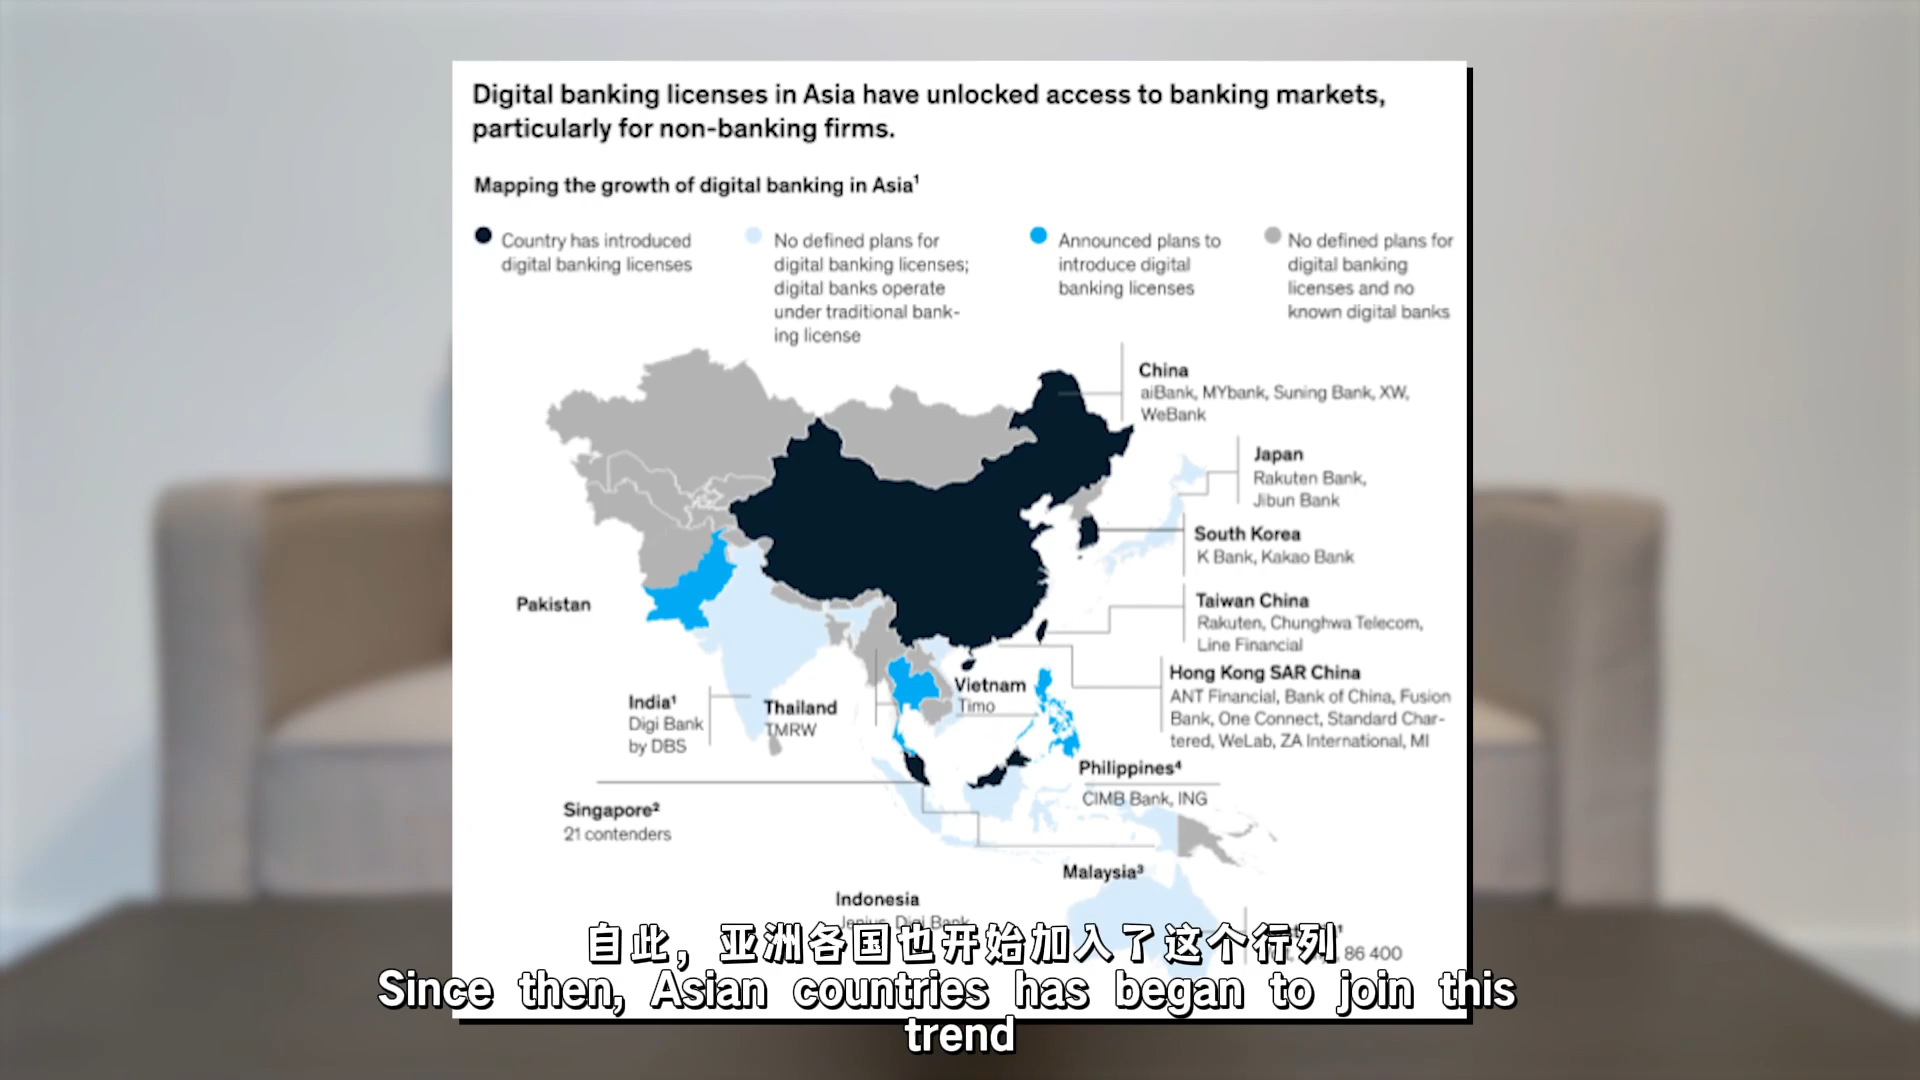 Digital banking licenses in Asia have unlocked access to banking markets,
particularly for non-banking firms.
Mapping the growth of digital banking in Asia¹
Country has introduced
digital banking licenses
No defined plans for
digital banking licenses;
digital banks operate
under traditional bank-
ing license
Announced plans to
introduce digital
banking licenses
No defined plans for
digital banking
licenses and no
known digital banks
China
aiBank, MYbank, Suning Bank, XW,
WeBank
Japan
Rakuten Bank,
Jibun Bank
South Korea
K Bank, Kakao Bank
Pakistan
Taiwan China
Rakuten, Chunghwa Telecom,
Line Financial
Hong Kong SAR China
ANT Financial, Bank of China, Fusion
Bank, One Connect, Standard Char-
tered, WeLab, ZA International, MI
India¹
Digi Bank
by DBS
Thailand
TMRW
Vietnam
Timo
Philippines⁴
CIMB Bank, ING
Singapore²
21 contenders
Malaysia³
Indonesia
Jenius, Digi Bank
86 400
自此，亚洲各国也开始加入了这个行列
Since then, Asian countries has began to join this
trend